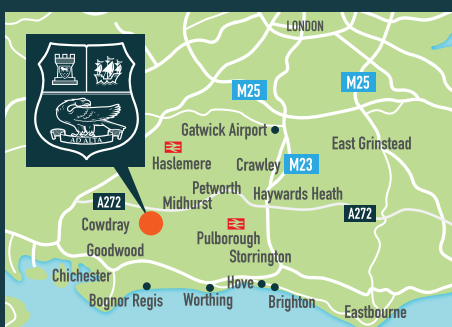 LONDON
M25
M25
Gatwick Airport
East Grinstead
Haslemere
Crawley
M23
Petworth
Haywards Heath
A272
Midhurst
A272
Cowdray
Pulborough
Goodwood
Storrington
Chichester
Hove
Bognor Regis
Worthing
Brighton
Eastbourne
AD ALTA